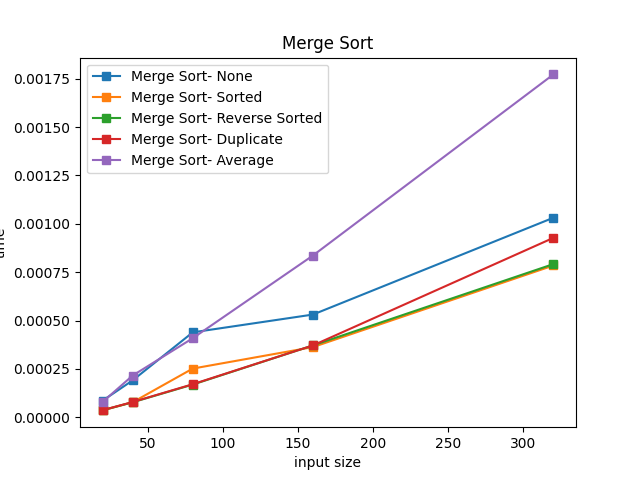 Merge Sort
0.00175
0.00150
0.00125
0.00100
0.00075
0.00050
0.00025
0.00000
Merge Sort- None
Merge Sort- Sorted
Merge Sort- Reverse Sorted
Merge Sort- Duplicate
Merge Sort- Average
50 100 150 200 250 300
input size